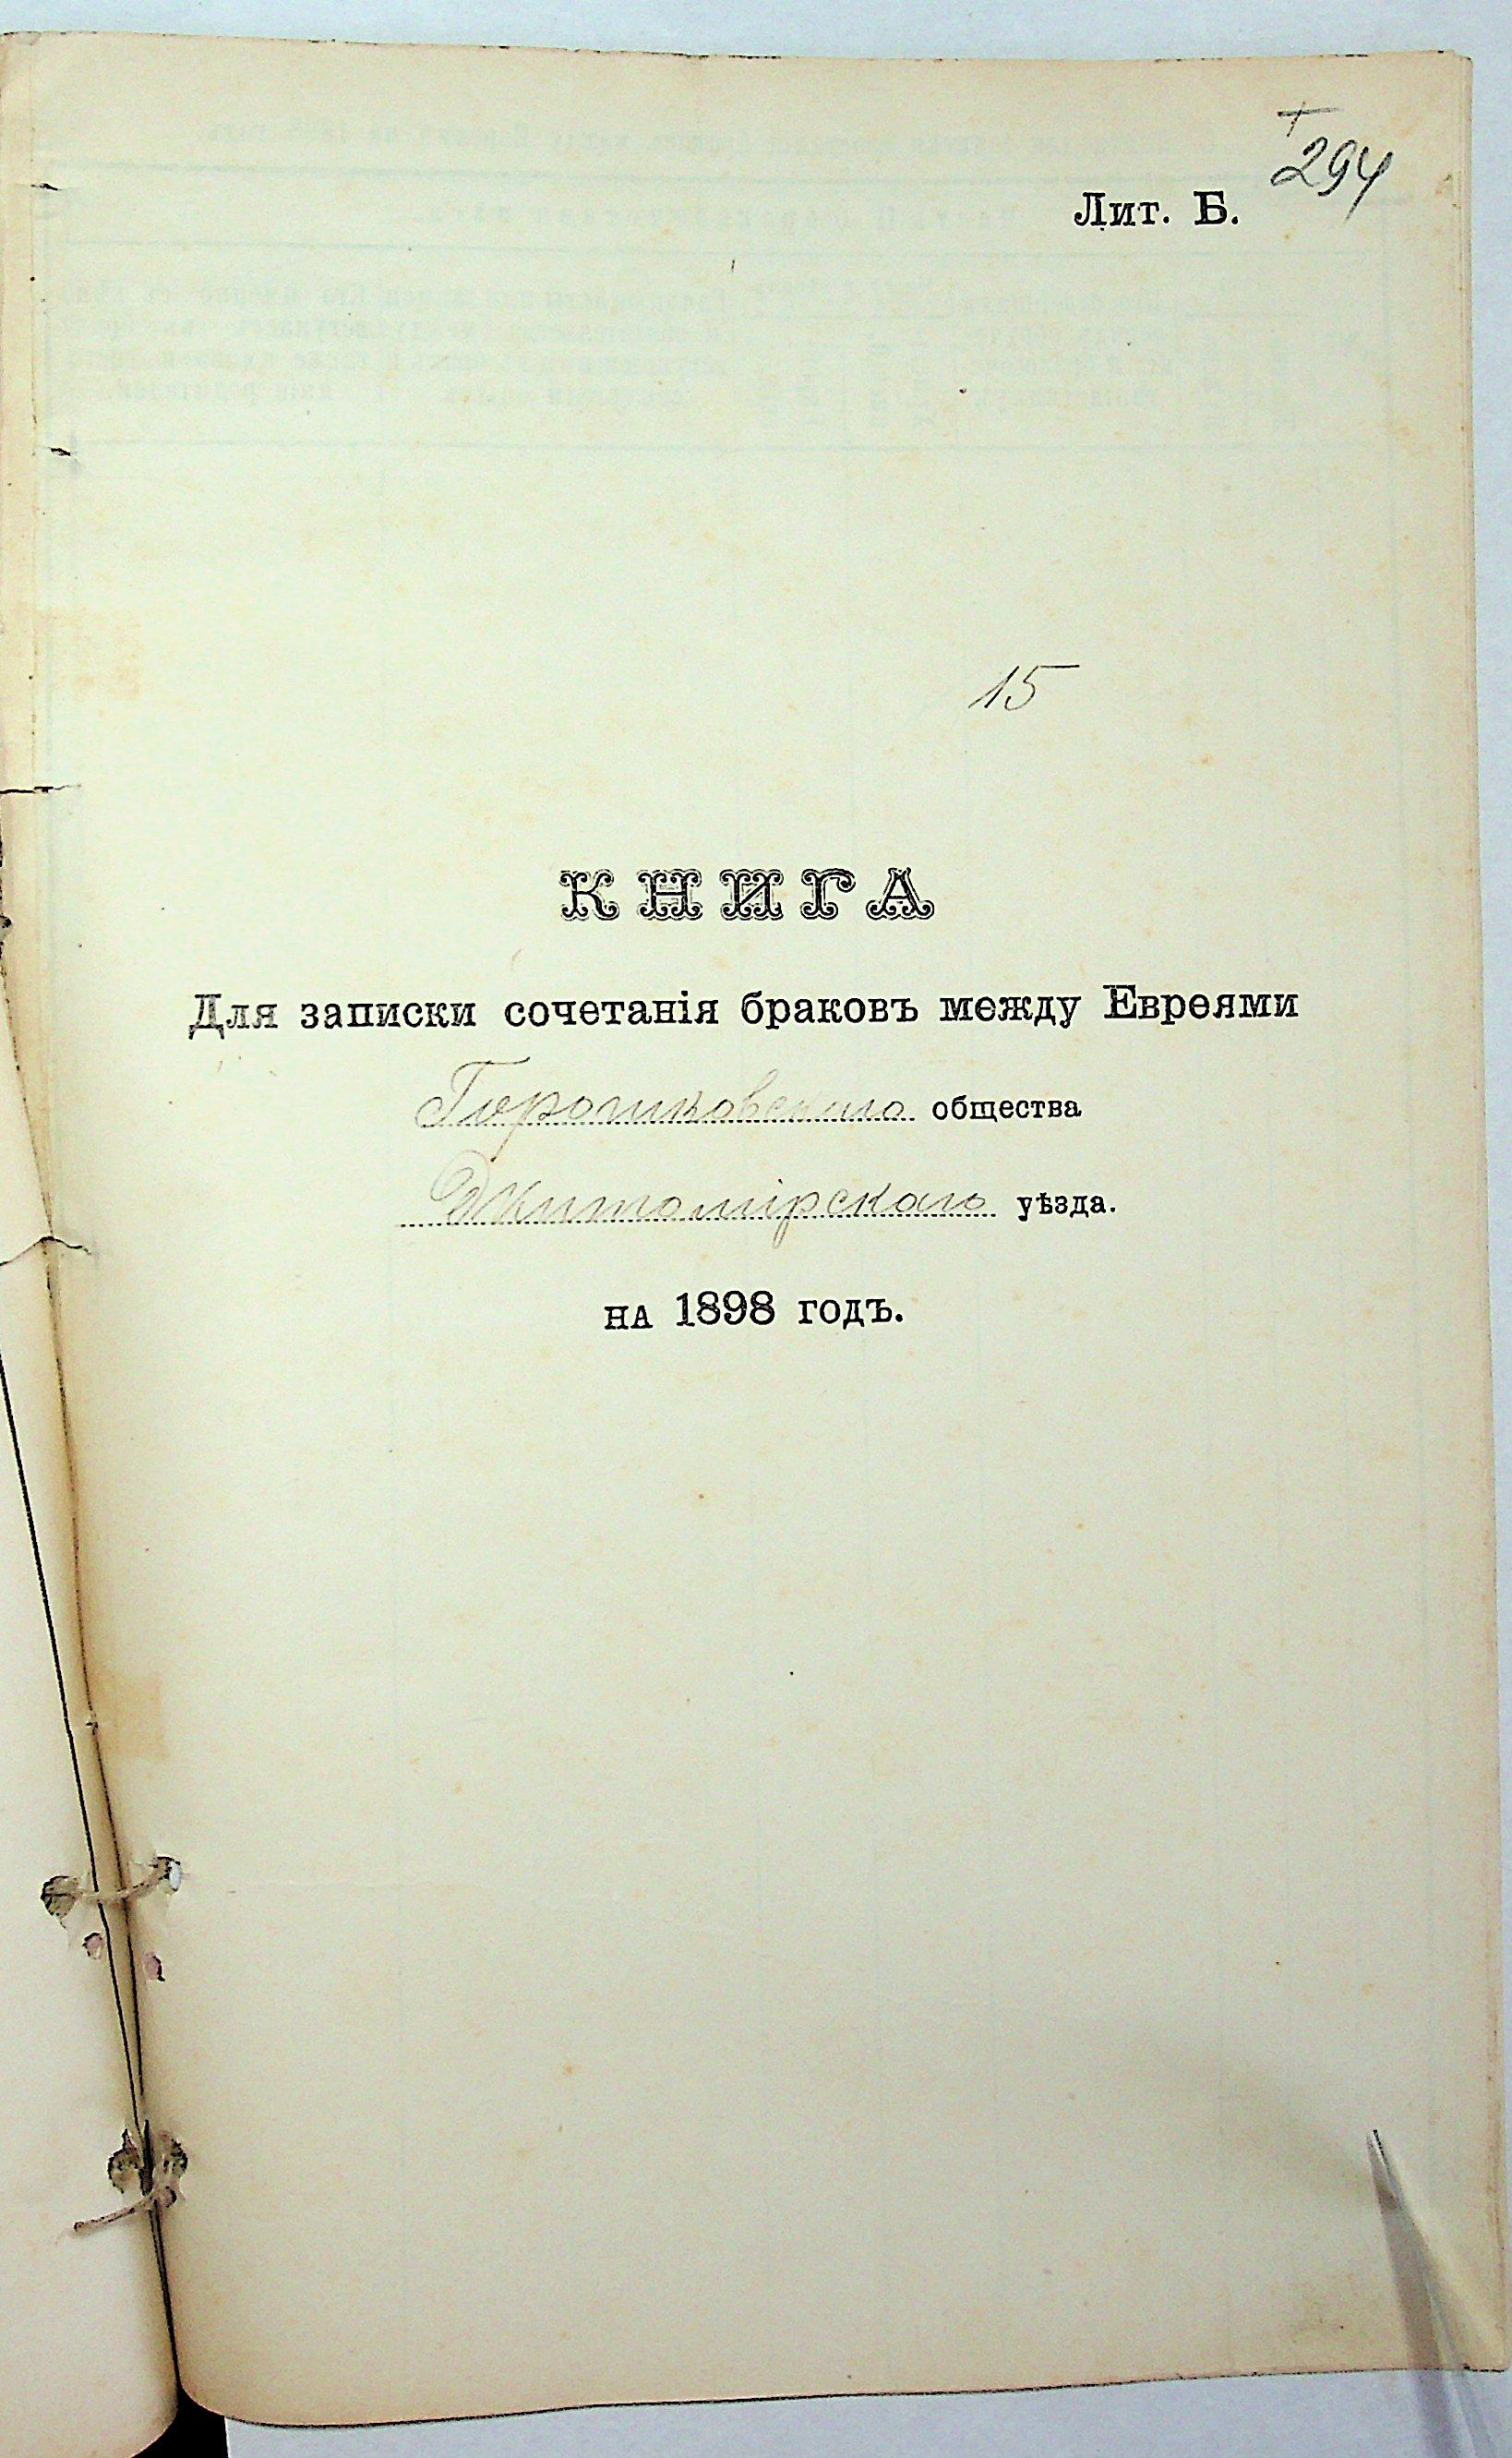 294
Лит. Б.
15
КНИГА
Для записки сочетанія браковъ между Евреями
Горошковскаго общества
Житомірскаго уѣзда.
на 1898 годъ.